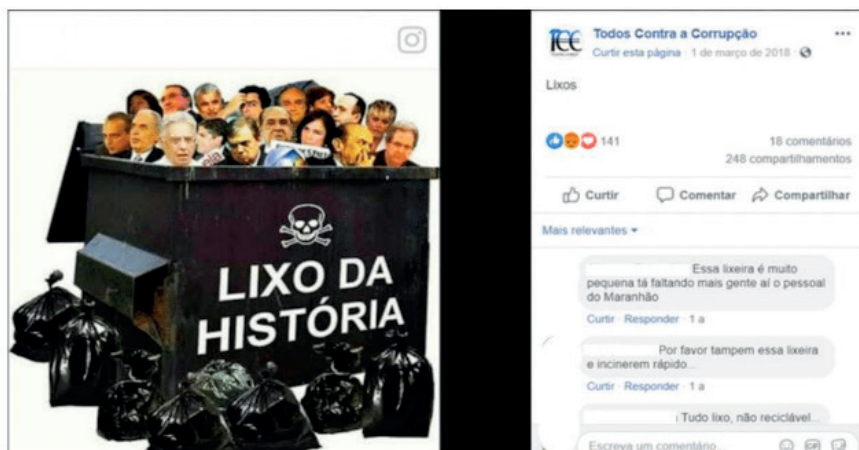 LIXO DA
HISTÓRIA
TCC
Todos Contra a Corrupção
Curtir esta página · 1 de março de 2018 ·
Lixos
141
18 comentários
248 compartilhamentos
Curtir
Comentar
Compartilhar
Mais relevantes
Essa lixeira é muito
pequena tá faltando mais gente aí o pessoal
do Maranhão
Curtir · Responder · 1 a
Por favor tampem essa lixeira
e incinerem rápido...
Curtir · Responder · 1 a
Tudo lixo, não reciclável...
Escreva um comentário...
GIF